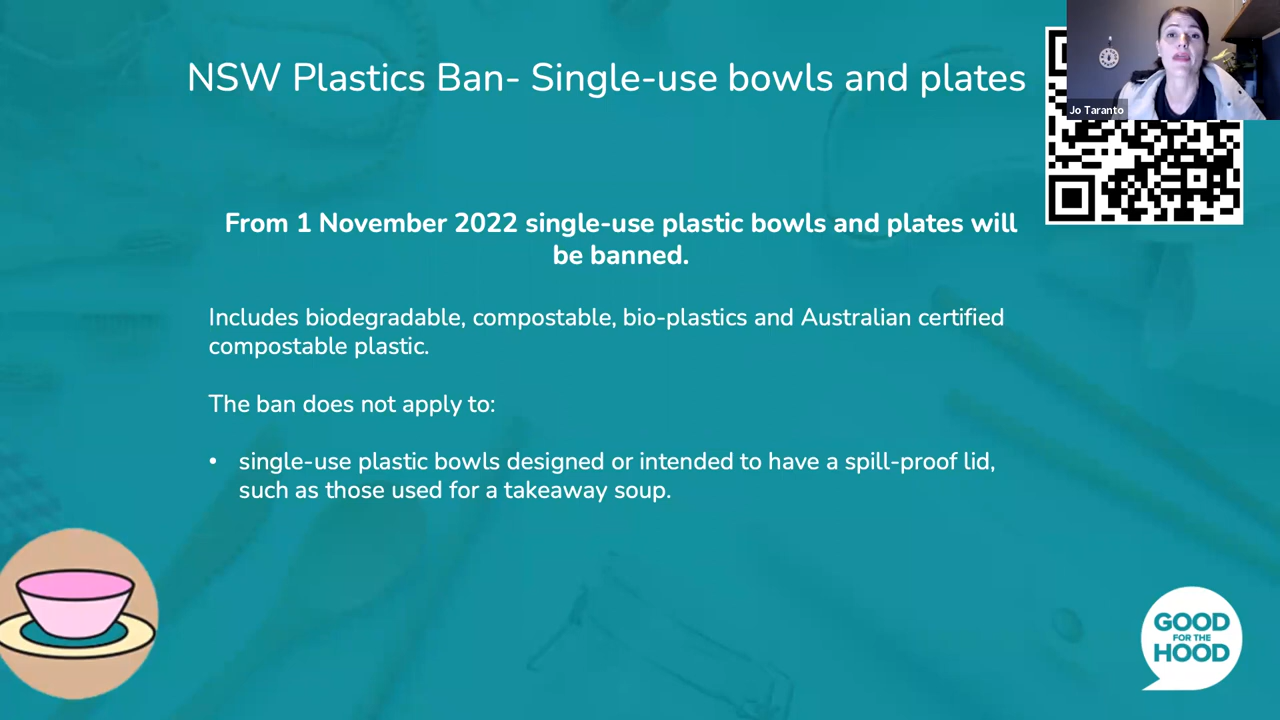 NSW Plastics Ban- Single-use bowls and plates
Jo Taranto
From 1 November 2022 single-use plastic bowls and plates will
be banned.
Includes biodegradable, compostable, bio-plastics and Australian certified
compostable plastic.
The ban does not apply to:
• single-use plastic bowls designed or intended to have a spill-proof lid,
such as those used for a takeaway soup.
GOOD
FOR THE
HOOD